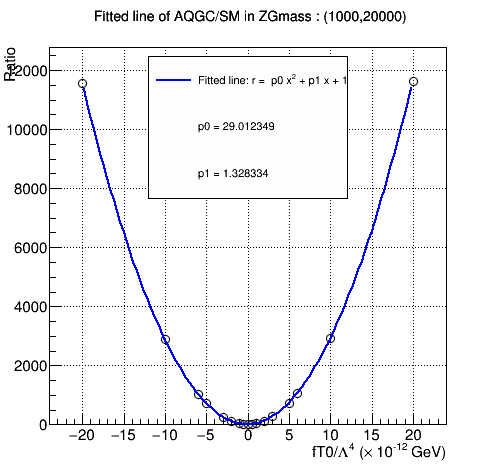 Fitted line of AQGC/SM in ZGmass : (1000,20000)
Ratio
12000
10000
8000
6000
4000
2000
0
Fitted line: r = p0 x² + p1 x + 1
p0 = 29.012349
p1 = 1.328334
−20 −15 −10 −5 0 5 10 15 20
fT0/Λ⁴ (× 10⁻¹² GeV)